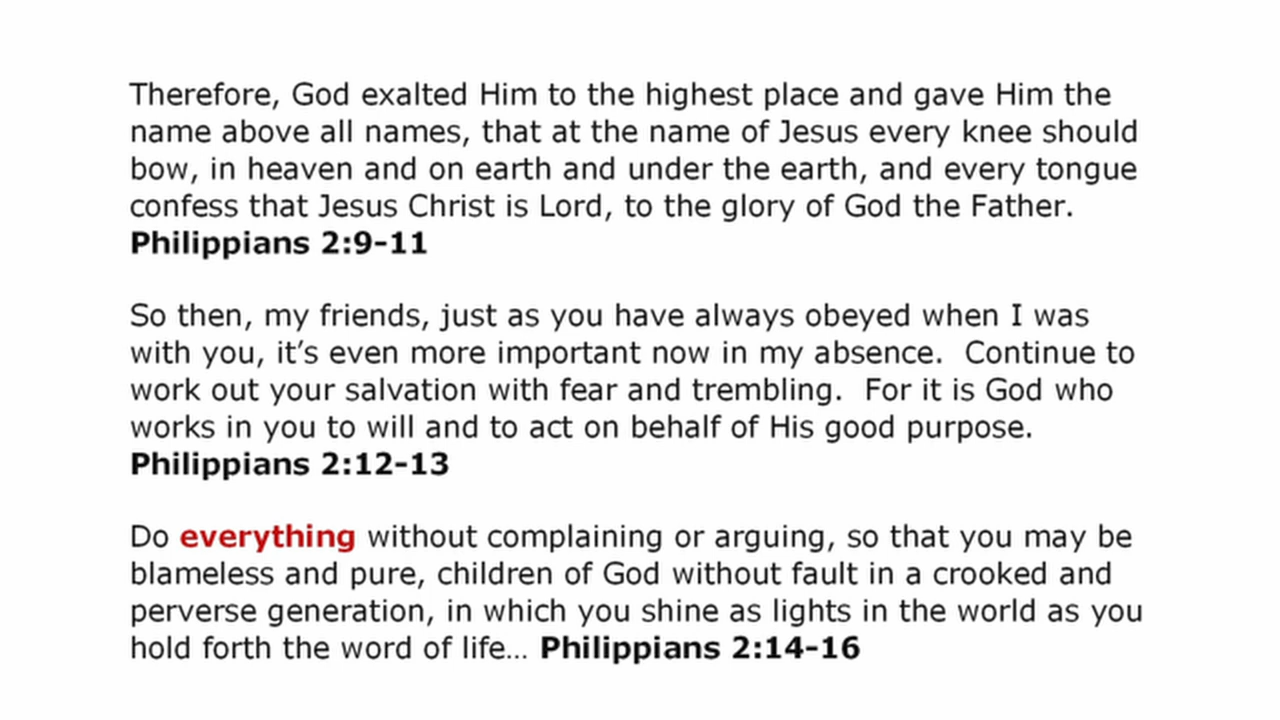 Therefore, God exalted Him to the highest place and gave Him the
name above all names, that at the name of Jesus every knee should
bow, in heaven and on earth and under the earth, and every tongue
confess that Jesus Christ is Lord, to the glory of God the Father.
Philippians 2:9-11
So then, my friends, just as you have always obeyed when I was
with you, it’s even more important now in my absence.  Continue to
work out your salvation with fear and trembling.  For it is God who
works in you to will and to act on behalf of His good purpose.
Philippians 2:12-13
Do everything without complaining or arguing, so that you may be
blameless and pure, children of God without fault in a crooked and
perverse generation, in which you shine as lights in the world as you
hold forth the word of life… Philippians 2:14-16